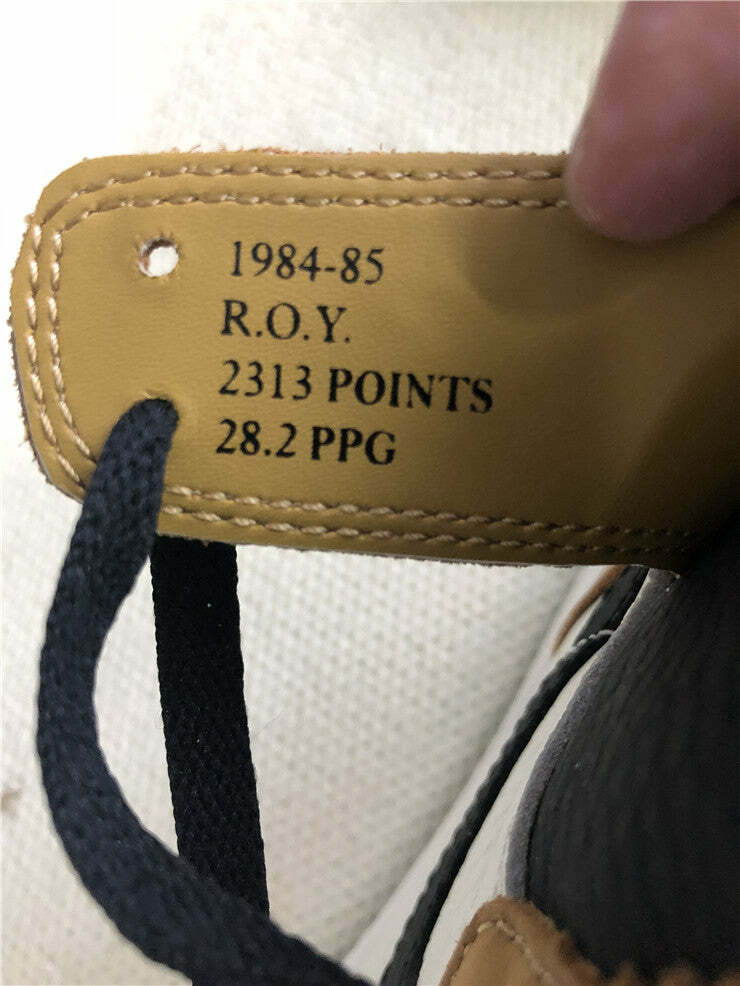 1984-85
R.O.Y.
2313 POINTS
28.2 PPG